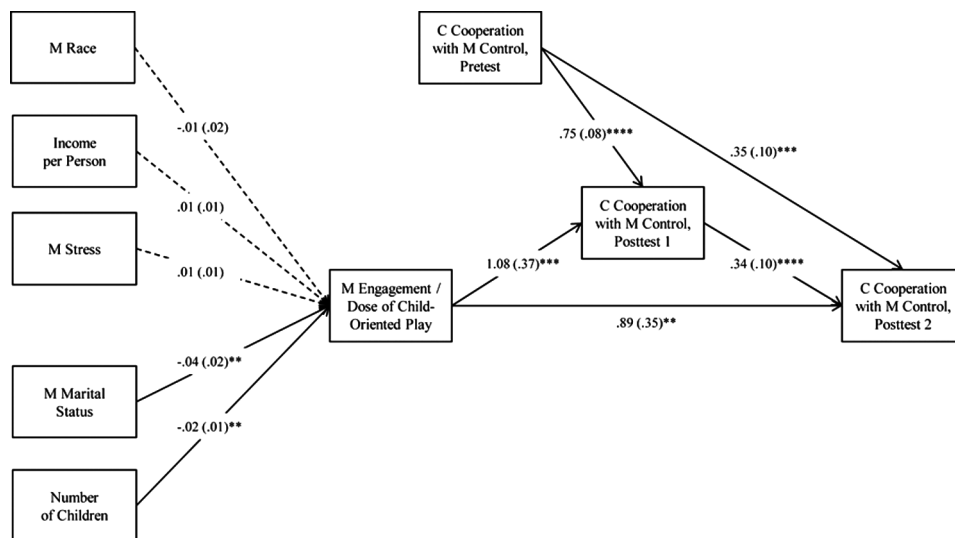 M Race
C Cooperation
with M Control,
Pretest
-.01 (.02)
.75 (.08)****
.35 (.10)***
Income
per Person
.01 (.01)
M Stress
.01 (.01)
C Cooperation
with M Control,
Posttest 1
1.08 (.37)***
.34 (.10)****
M Engagement /
Dose of Child-
Oriented Play
C Cooperation
with M Control,
Posttest 2
.89 (.35)**
-.04 (.02)**
M Marital
Status
-.02 (.01)**
Number
of Children